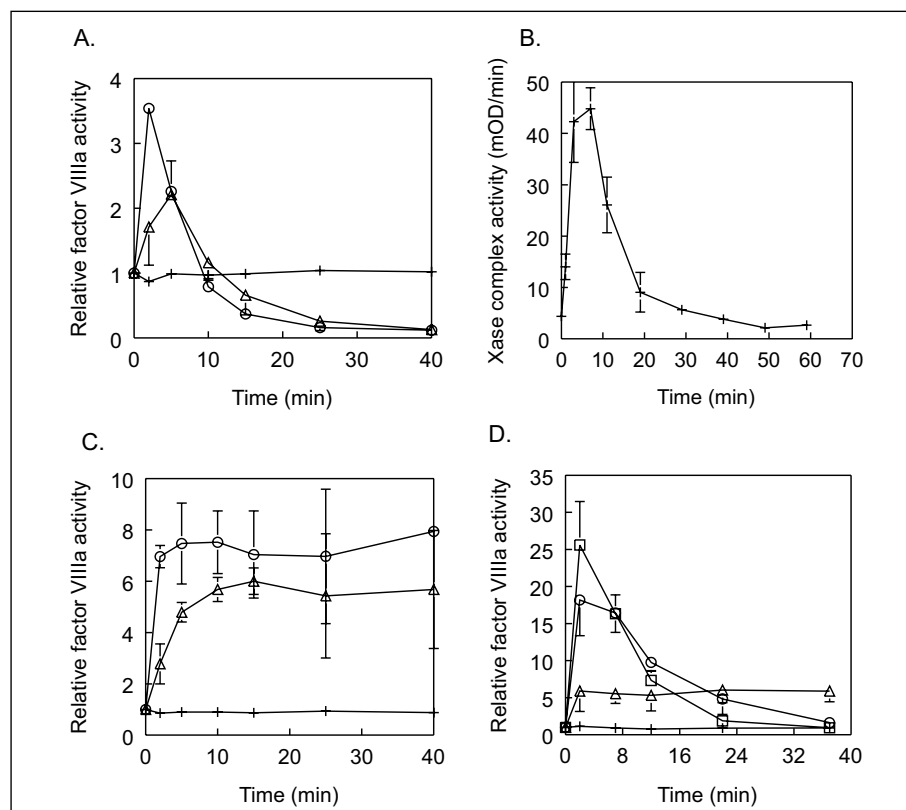 A.
Relative factor VIIIa activity
4
3
2
1
0
0 10 20 30 40
Time (min)
B.
Xase complex activity (mOD/min)
50
40
30
20
10
0
0 10 20 30 40 50 60 70
Time (min)
C.
Relative factor VIIIa activity
10
8
6
4
2
0
0 10 20 30 40
Time (min)
D.
Relative factor VIIIa activity
35
30
25
20
15
10
5
0
0 8 16 24 32 40
Time (min)